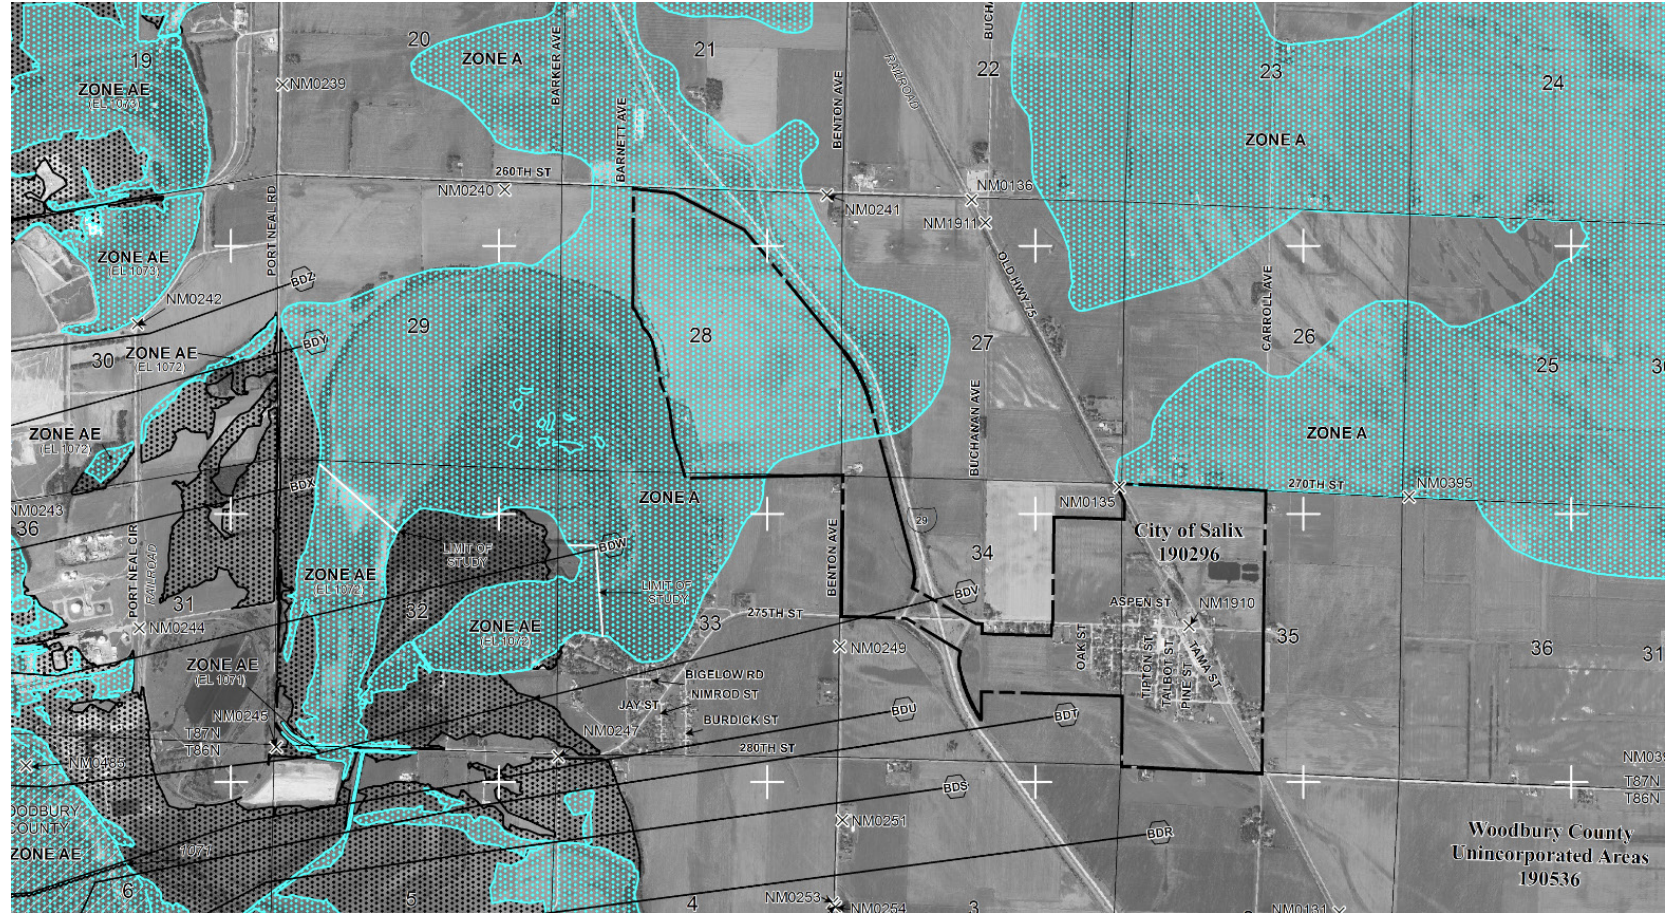 19
20
21
22
23
24
ZONE AE
(EL 1073)
ZONE A
ZONE A
NM0239
BARKER AVE
BARNETT AVE
BENTON AVE
RAILROAD
260TH ST
NM0240
NM0241
NM0136
NM1911
PORT NEAL RD
ZONE AE
(EL 1073)
NM0242
BDZ
BDY
29
28
27
26
25
30
OLD HWY 75
CARROLL AVE
BUCHANAN AVE
ZONE AE
(EL 1072)
ZONE AE
(EL 1072)
ZONE A
BDX
ZONE A
NM0135
270TH ST
NM0395
NM0243
36
29
City of Salix
190296
PORT NEAL CIR
RAILROAD
LIMIT OF
STUDY
BDW
BENTON AVE
34
ZONE AE
(EL 1072)
LIMIT OF
STUDY
BDV
31
32
33
275TH ST
ASPEN ST
NM1910
NM0244
ZONE AE
(EL 1072)
NM0249
OAK ST
TIPTON ST
TALBOT ST
PINE ST
TAMA ST
35
36
31
ZONE AE
(EL 1071)
BIGELOW RD
NIMROD ST
JAY ST
BURDICK ST
BDU
BDT
NM0245
NM0247
T87N
T86N
280TH ST
NM0485
BDS
T87N
T86N
COUNTY
ZONE AE
1071
NM0251
BDR
Woodbury County
Unincorporated Areas
190536
6
5
4
3
NM0253
NM0254
NM0131